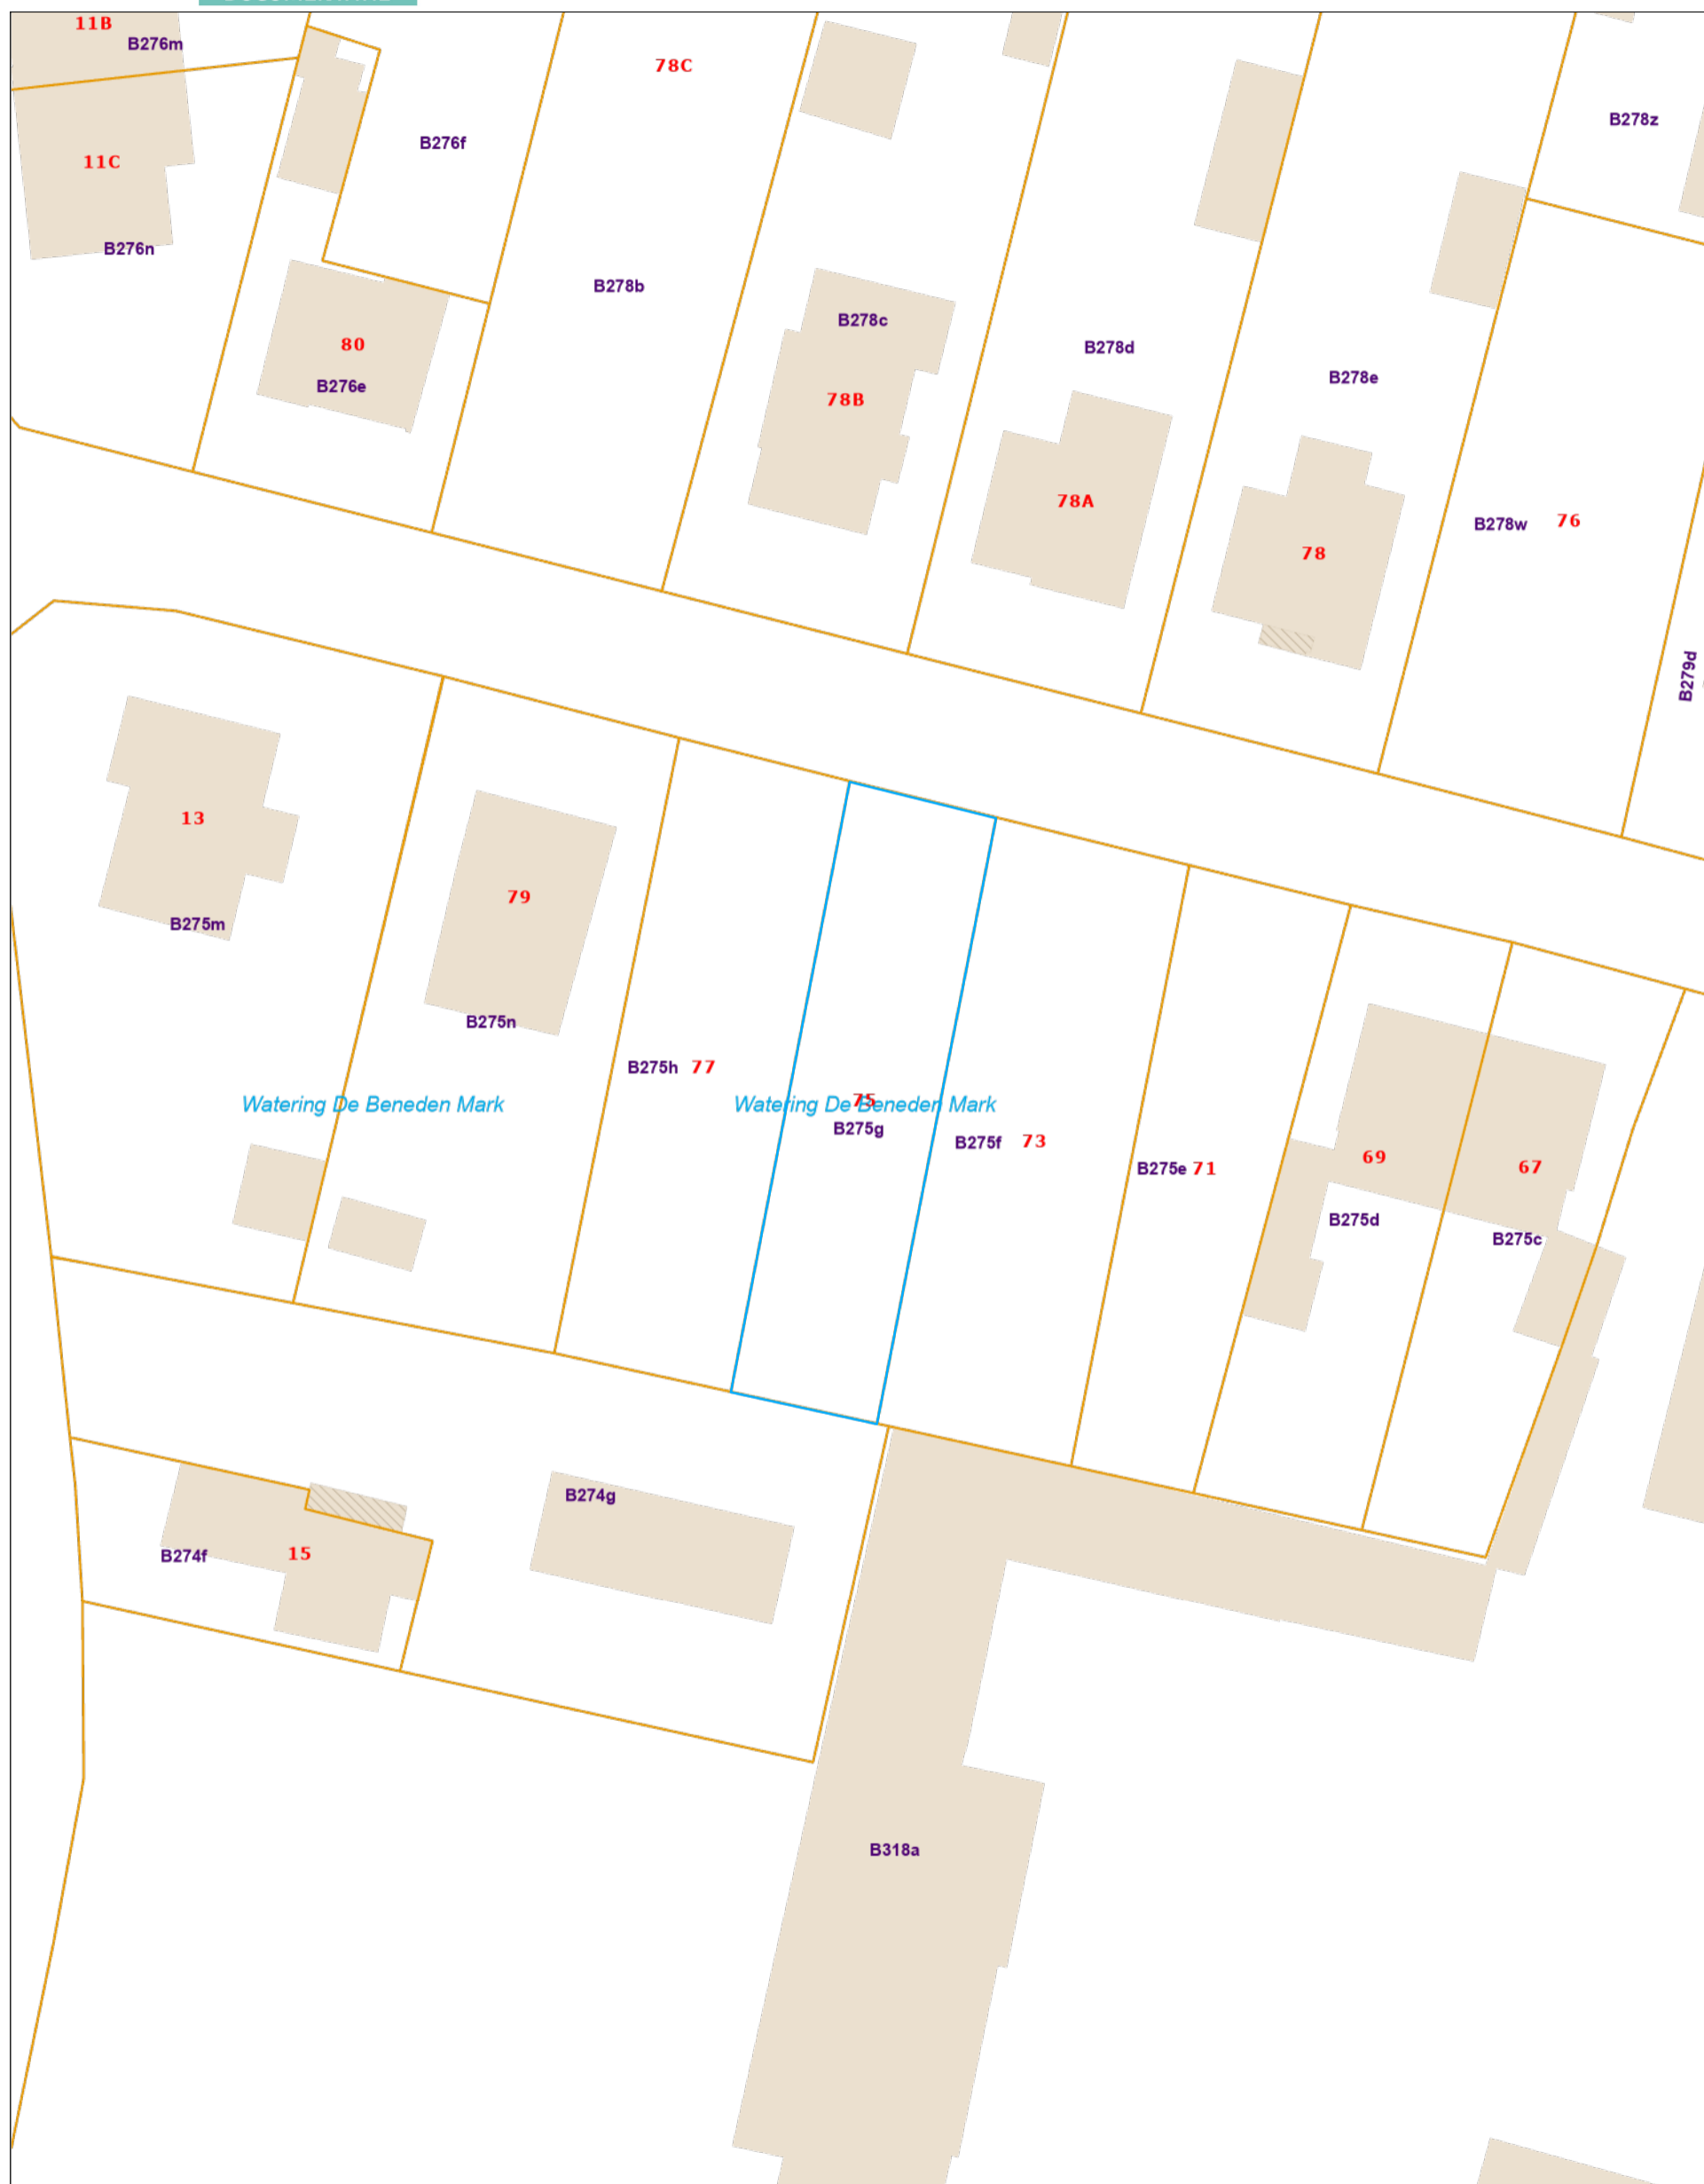 11B
B276m
78C
B278z
B276f
11C
B276n
B278b
B278c
80
B278d
B276e
B278e
78B
78A
B278w 76
78
B279d
13
79
B275m
B275n
B275h 77
Watering De Beneden Mark
75
Watering De Beneden Mark
B275g
B275f 73
69
B275e 71
67
B275d
B275c
B274g
B274f 15
B318a